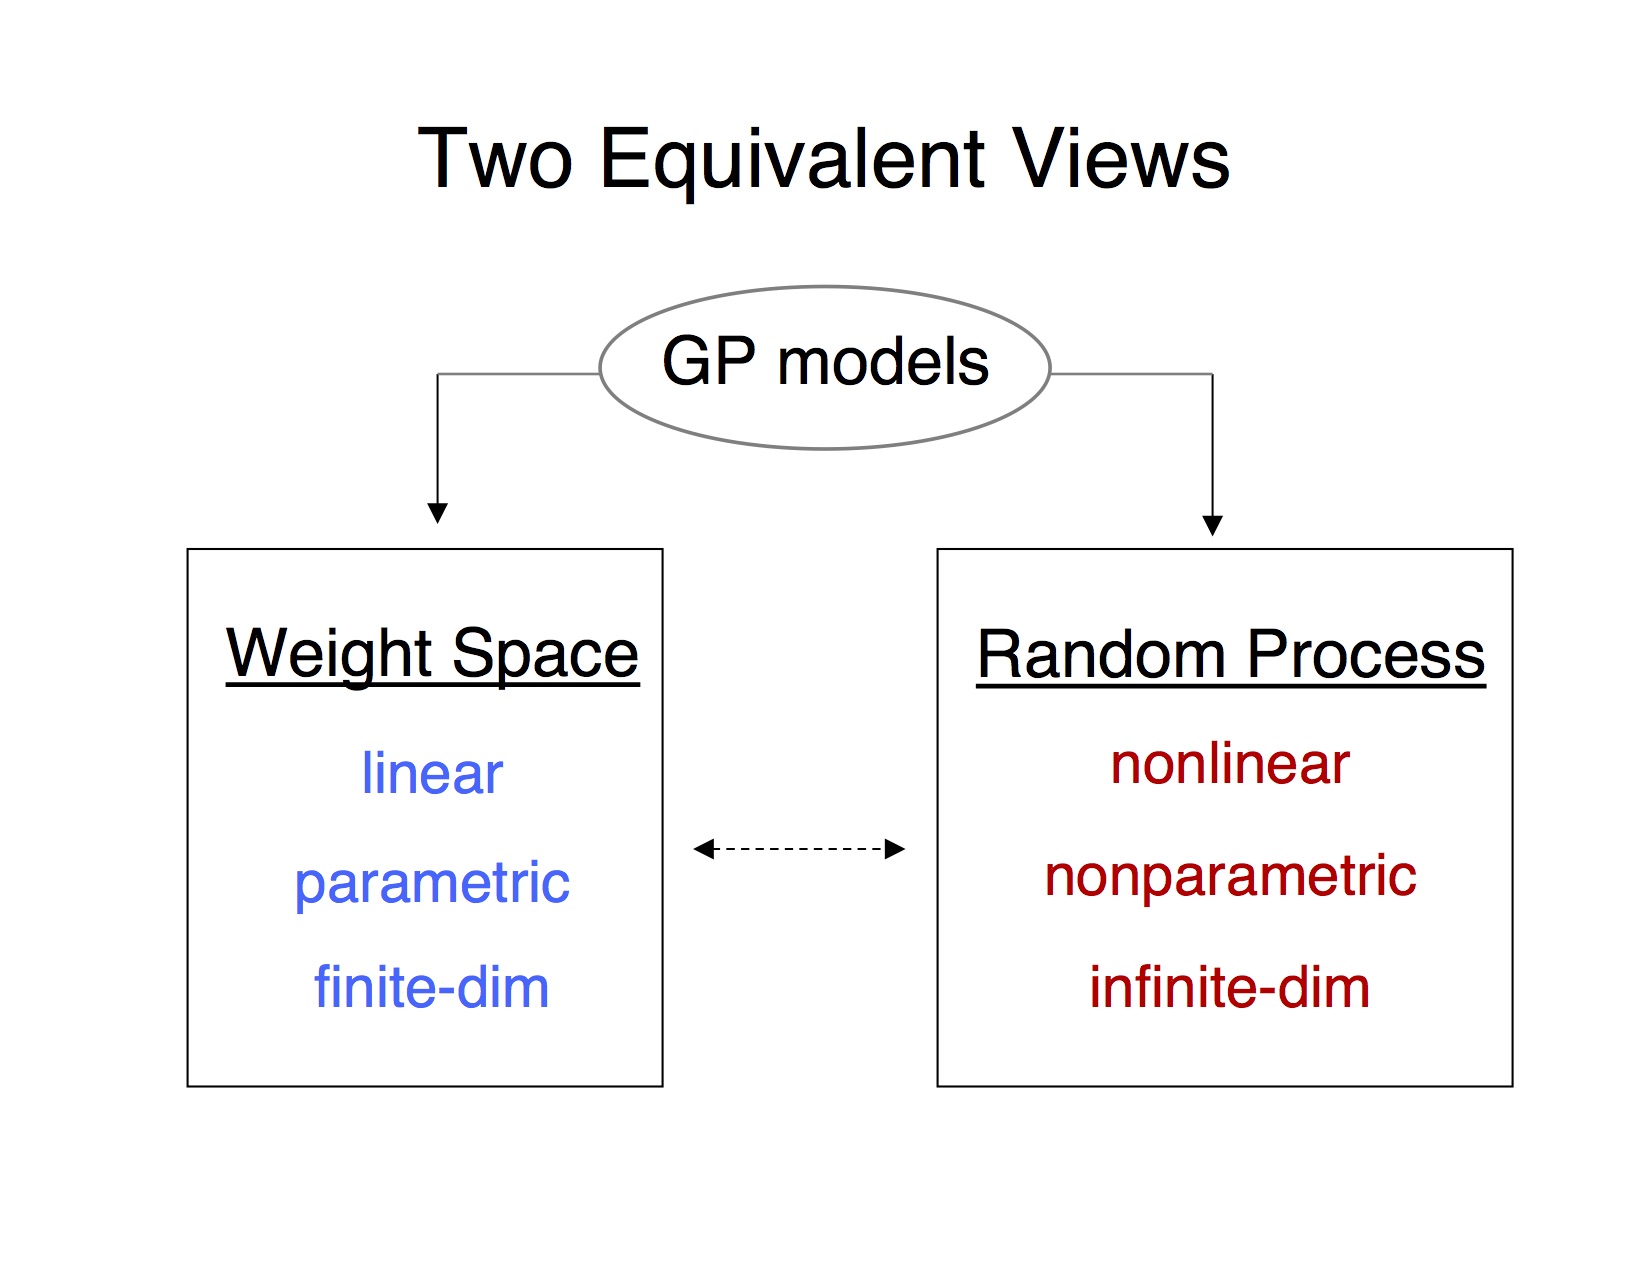 Two Equivalent Views
GP models
Weight Space
linear
parametric
finite-dim
Random Process
nonlinear
nonparametric
infinite-dim